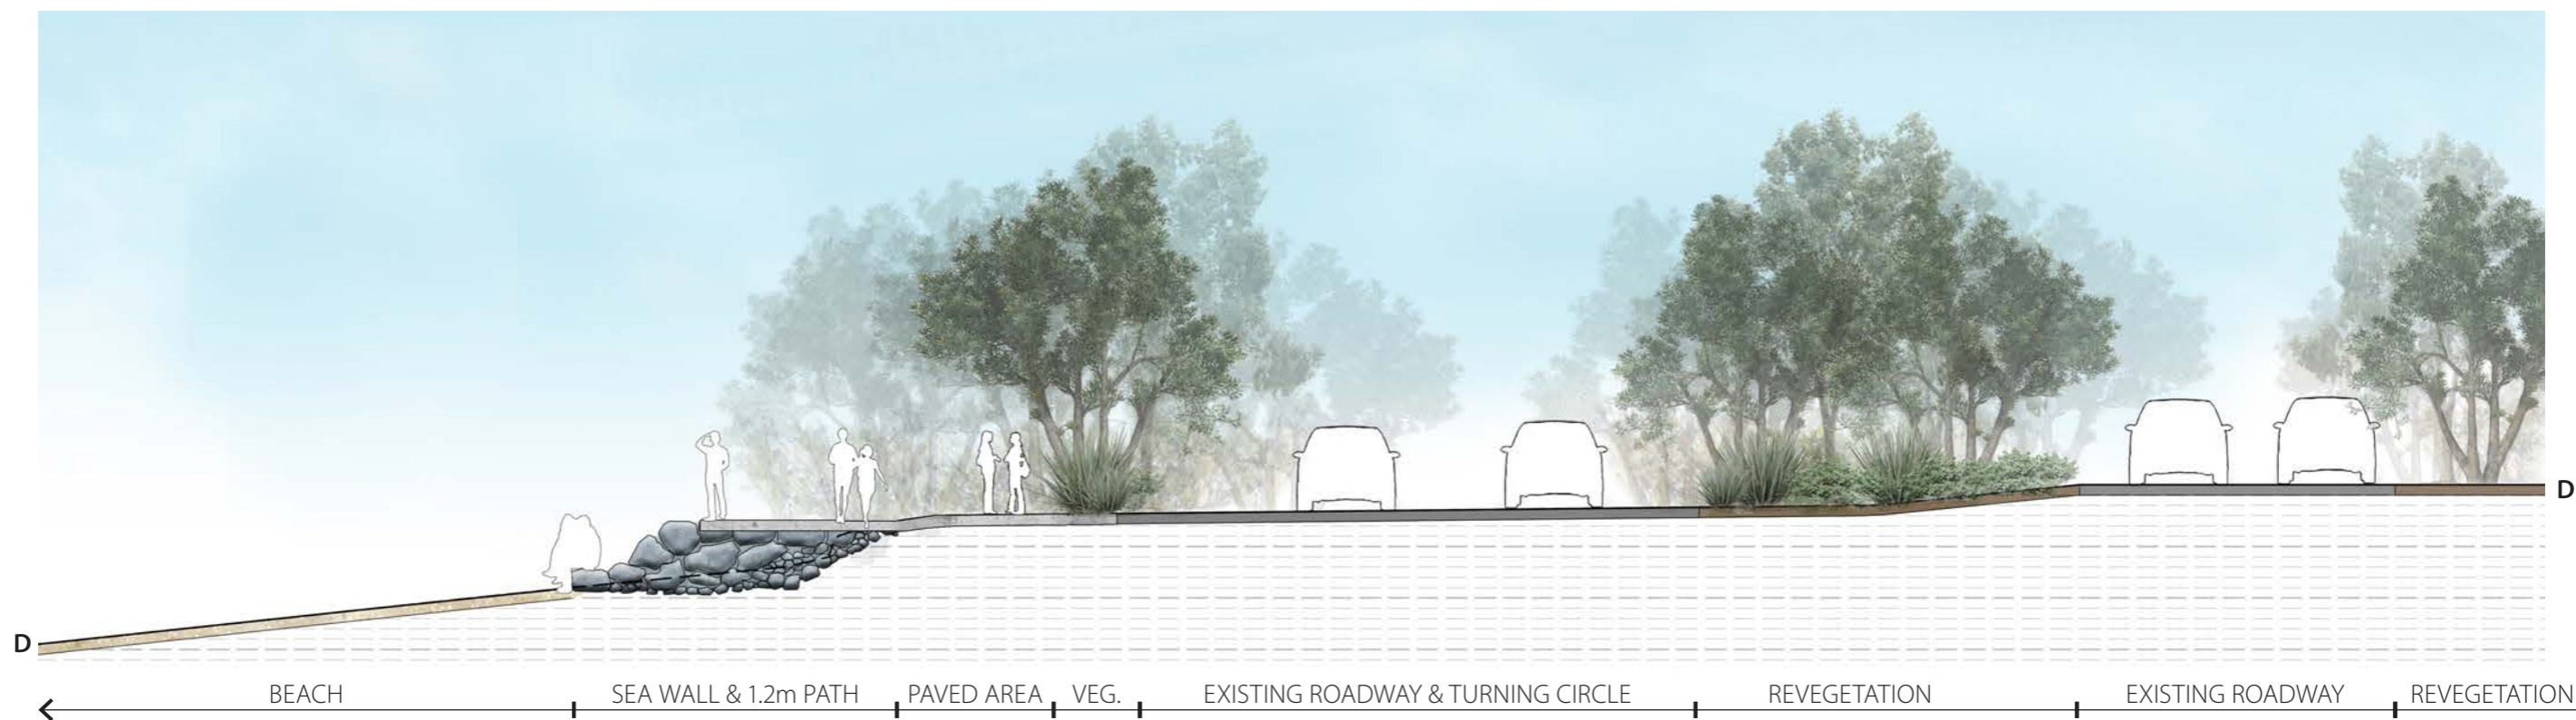 D
D
BEACH
SEA WALL & 1.2m PATH
PAVED AREA
VEG.
EXISTING ROADWAY & TURNING CIRCLE
REVEGETATION
EXISTING ROADWAY
REVEGETATION